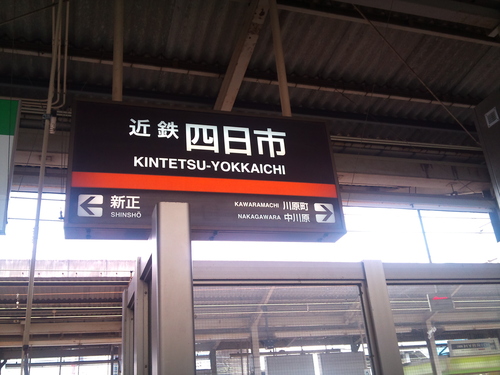 近鉄 四日市
KINTETSU-YOKKAICHI
新正
SHINSHŌ
KAWARAMACHI 川原町
NAKAGAWARA 中川原